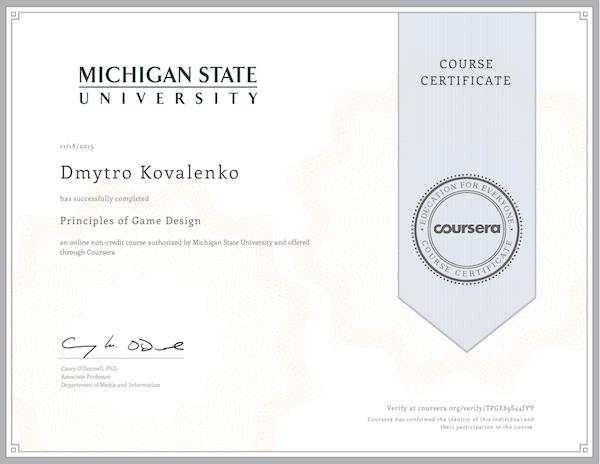 MICHIGAN STATE
UNIVERSITY
COURSE
CERTIFICATE
11/18/2015
Dmytro Kovalenko
has successfully completed
Principles of Game Design
an online non-credit course authorized by Michigan State University and offered
through Coursera
EDUCATION FOR EVERYONE
coursera
COURSE CERTIFICATE
Casey O'Donnell, PhD.
Associate Professor
Department of Media and Information
Verify at coursera.org/verify/TPGE89S44JYY
Coursera has confirmed the identity of this individual and
their participation in the course.